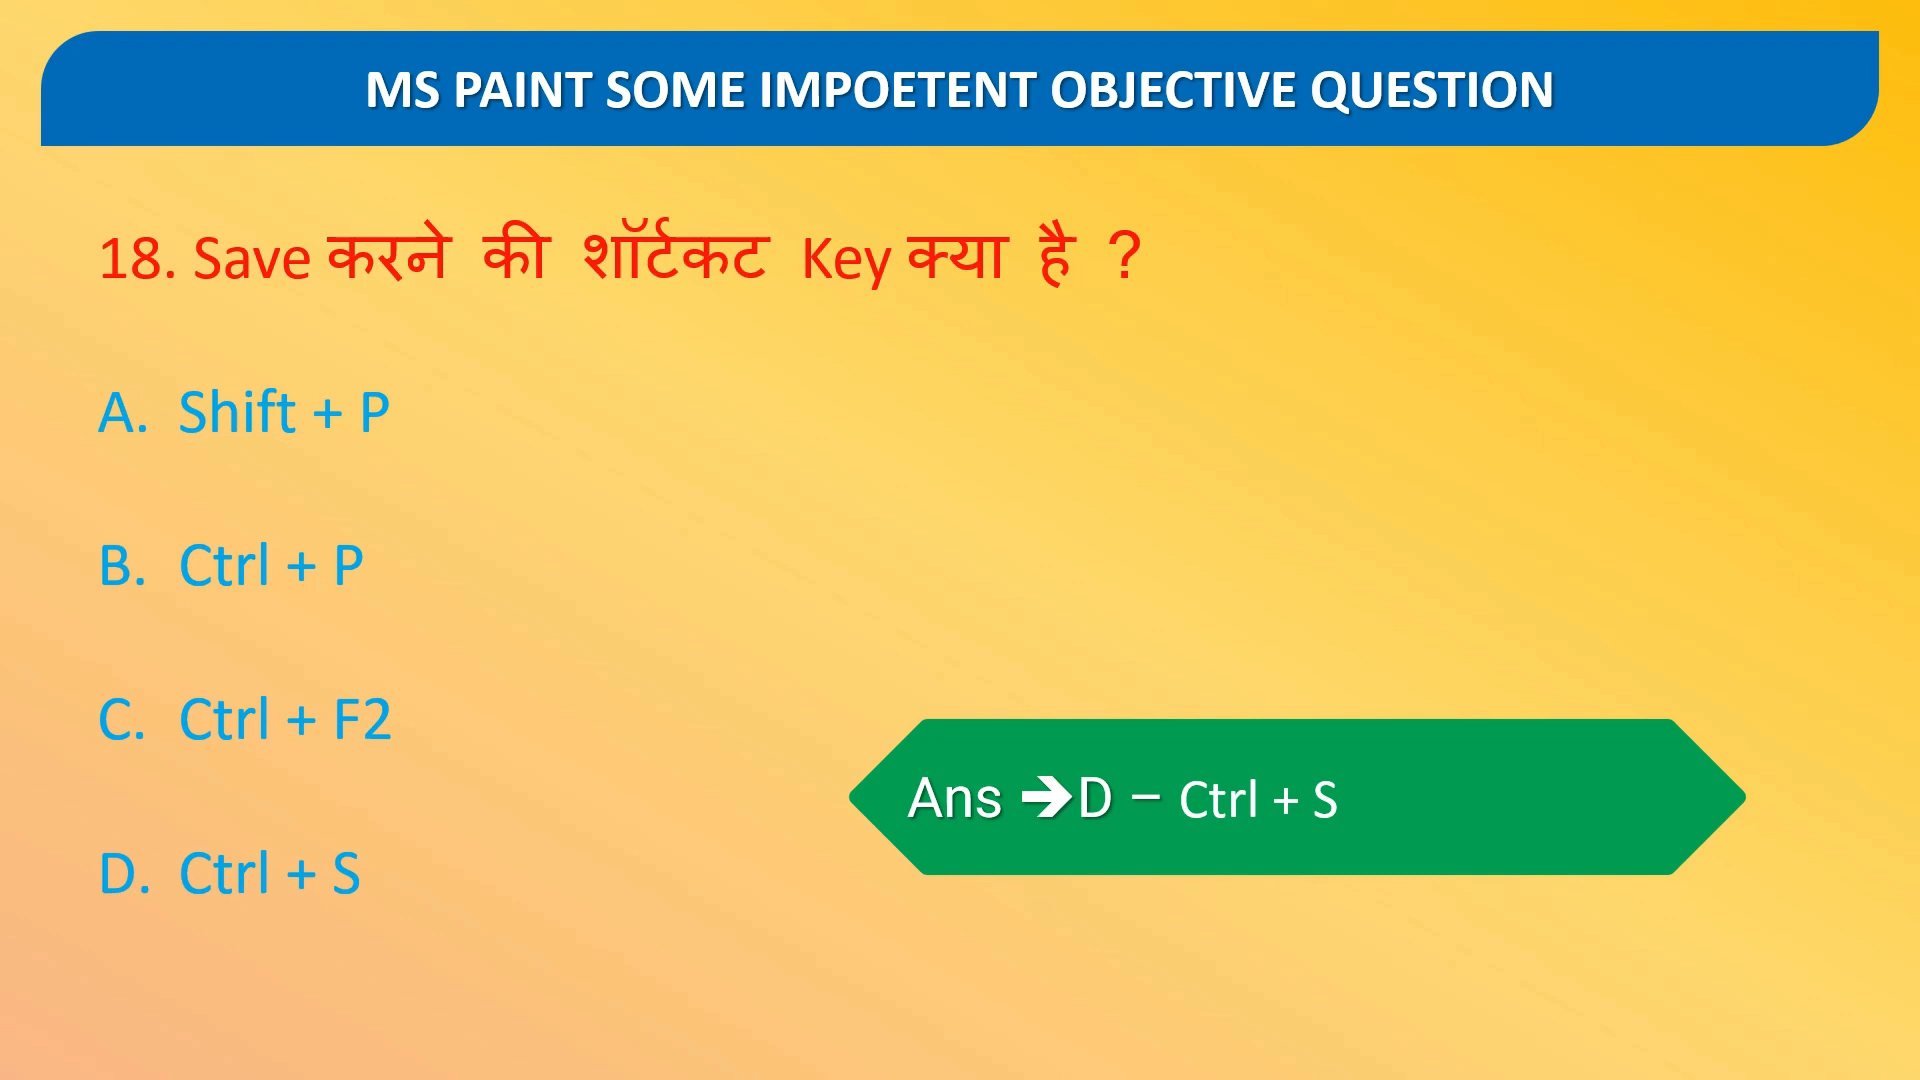 MS PAINT SOME IMPOETENT OBJECTIVE QUESTION
18. Save करने की शॉर्टकट Key क्या है ?
A. Shift + P
B. Ctrl + P
C. Ctrl + F2
D. Ctrl + S
Ans ➔D – Ctrl + S